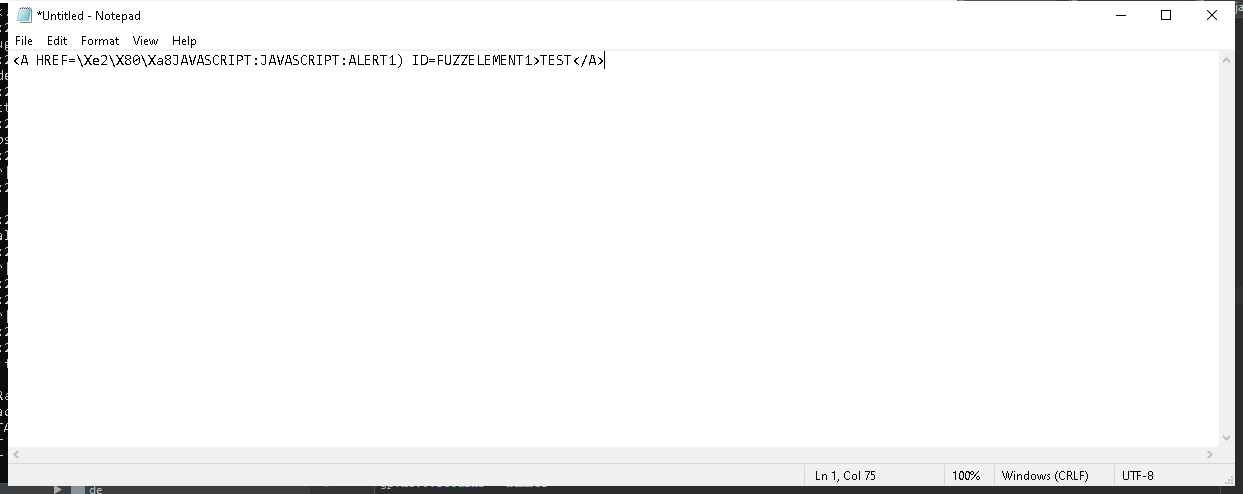 *Untitled - Notepad
File Edit Format View Help
<A HREF=\Xe2\X80\Xa8JAVASCRIPT:JAVASCRIPT:ALERT1) ID=FUZZELEMENT1>TEST</A>
Ln 1, Col 75 100% Windows (CRLF) UTF-8
de